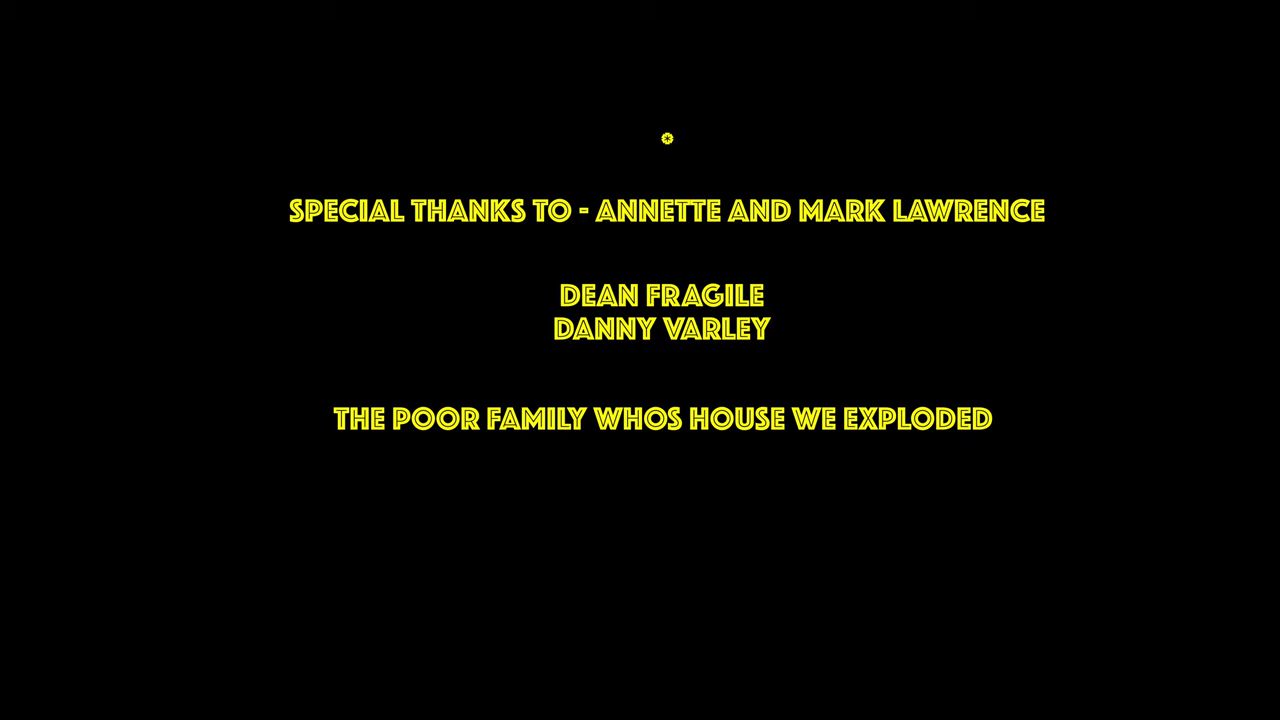 SPECIAL THANKS TO - ANNETTE AND MARK LAWRENCE
DEAN FRAGILE
DANNY VARLEY
THE POOR FAMILY WHOS HOUSE WE EXPLODED